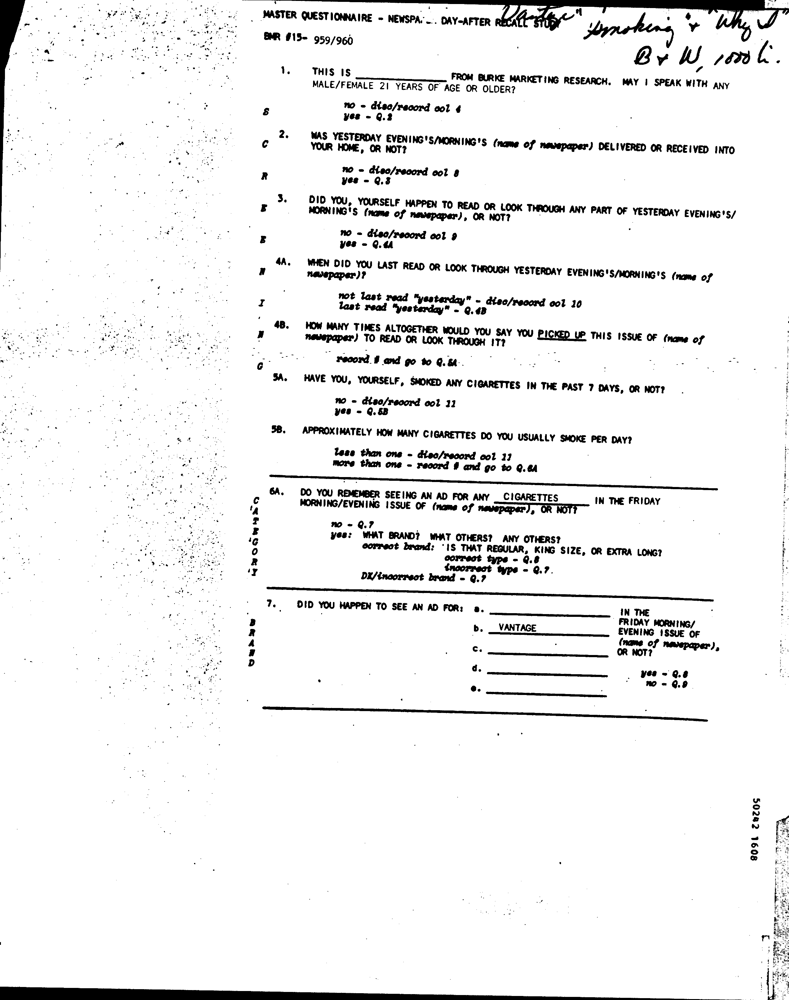 MASTER QUESTIONNAIRE - NEWSPA... DAY-AFTER RECALL STUDY
Vantage" "Smoking" & "Why I"
BMR #15- 959/960
B & W, 1000 li.
1. THIS IS ____________ FROM BURKE MARKETING RESEARCH. MAY I SPEAK WITH ANY
MALE/FEMALE 21 YEARS OF AGE OR OLDER?
no - disc/record col 4
S yes - Q.2
2. WAS YESTERDAY EVENING'S/MORNING'S (name of newspaper) DELIVERED OR RECEIVED INTO
C YOUR HOME, OR NOT?
no - disc/record col 8
R yes - Q.3
3. DID YOU, YOURSELF HAPPEN TO READ OR LOOK THROUGH ANY PART OF YESTERDAY EVENING'S/
E MORNING'S (name of newspaper), OR NOT?
no - disc/record col 9
E yes - Q.4A
4A. WHEN DID YOU LAST READ OR LOOK THROUGH YESTERDAY EVENING'S/MORNING'S (name of
N newspaper)?
not last read "yesterday" - disc/record col 10
I last read "yesterday" - Q.4B
4B. HOW MANY TIMES ALTOGETHER WOULD YOU SAY YOU PICKED UP THIS ISSUE OF (name of
N newspaper) TO READ OR LOOK THROUGH IT?
G record # and go to Q.5A
5A. HAVE YOU, YOURSELF, SMOKED ANY CIGARETTES IN THE PAST 7 DAYS, OR NOT?
no - disc/record col 11
yes - Q.5B
5B. APPROXIMATELY HOW MANY CIGARETTES DO YOU USUALLY SMOKE PER DAY?
less than one - disc/record col 11
more than one - record # and go to Q.6A
CATEGORY
6A. DO YOU REMEMBER SEEING AN AD FOR ANY CIGARETTES IN THE FRIDAY
MORNING/EVENING ISSUE OF (name of newspaper), OR NOT?
no - Q.7
yes: WHAT BRAND? WHAT OTHERS? ANY OTHERS?
correct brand: IS THAT REGULAR, KING SIZE, OR EXTRA LONG?
correct type - Q.8
incorrect type - Q.7.
DK/incorrect brand - Q.7
BRAND
7. DID YOU HAPPEN TO SEE AN AD FOR: a. ____________ IN THE
b. VANTAGE FRIDAY MORNING/
EVENING ISSUE OF
c. ____________ (name of newspaper),
OR NOT?
d. ____________ yes - Q.8
no - Q.9
e. ____________
50242 1608